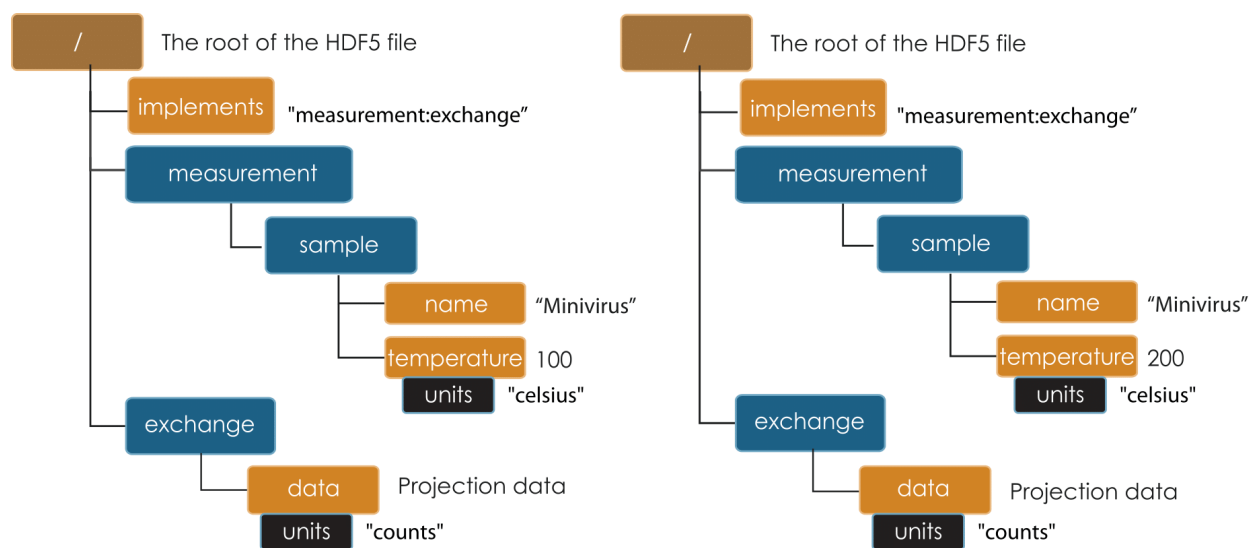 / The root of the HDF5 file
implements "measurement:exchange”
measurement
sample
name “Minivirus”
temperature 100
units "celsius"
exchange
data Projection data
units "counts"
/ The root of the HDF5 file
implements "measurement:exchange”
measurement
sample
name “Minivirus”
temperature 200
units "celsius"
exchange
data Projection data
units "counts"